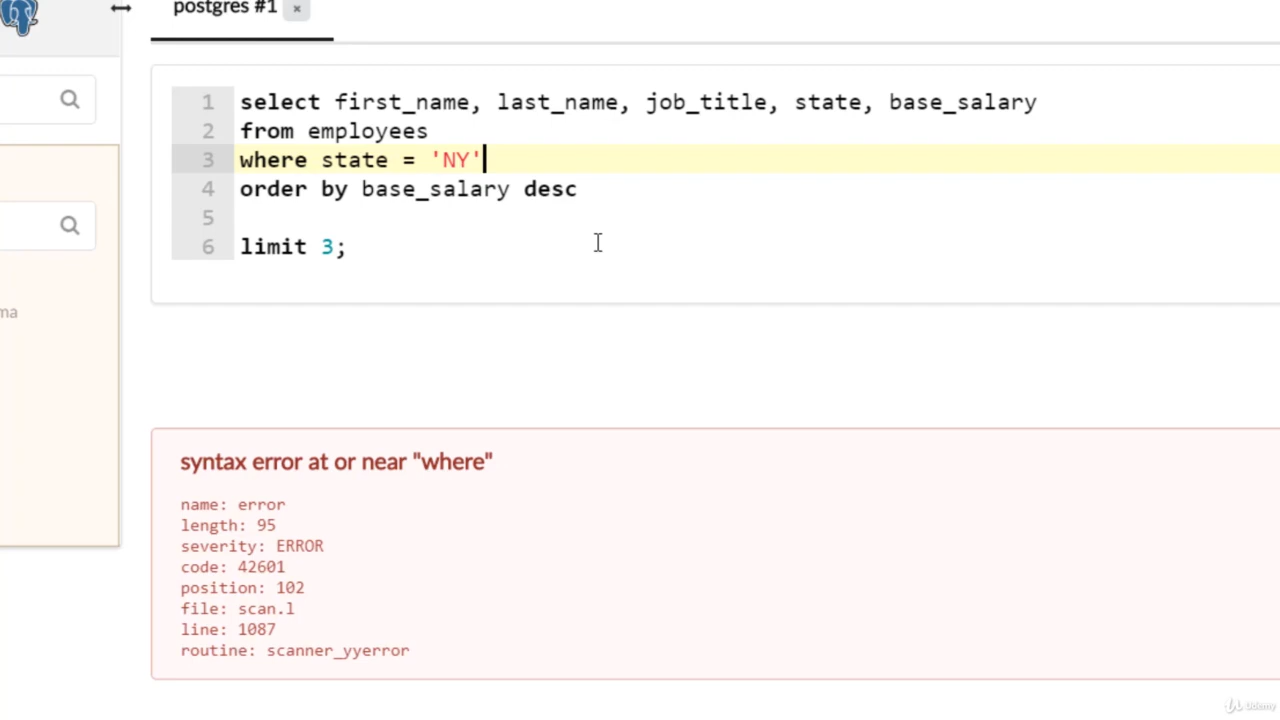 postgres #1 ×
1 select first_name, last_name, job_title, state, base_salary
2 from employees
3 where state = 'NY'
4 order by base_salary desc
5
6 limit 3;
ma
syntax error at or near "where"
name: error
length: 95
severity: ERROR
code: 42601
position: 102
file: scan.l
line: 1087
routine: scanner_yyerror
Udemy